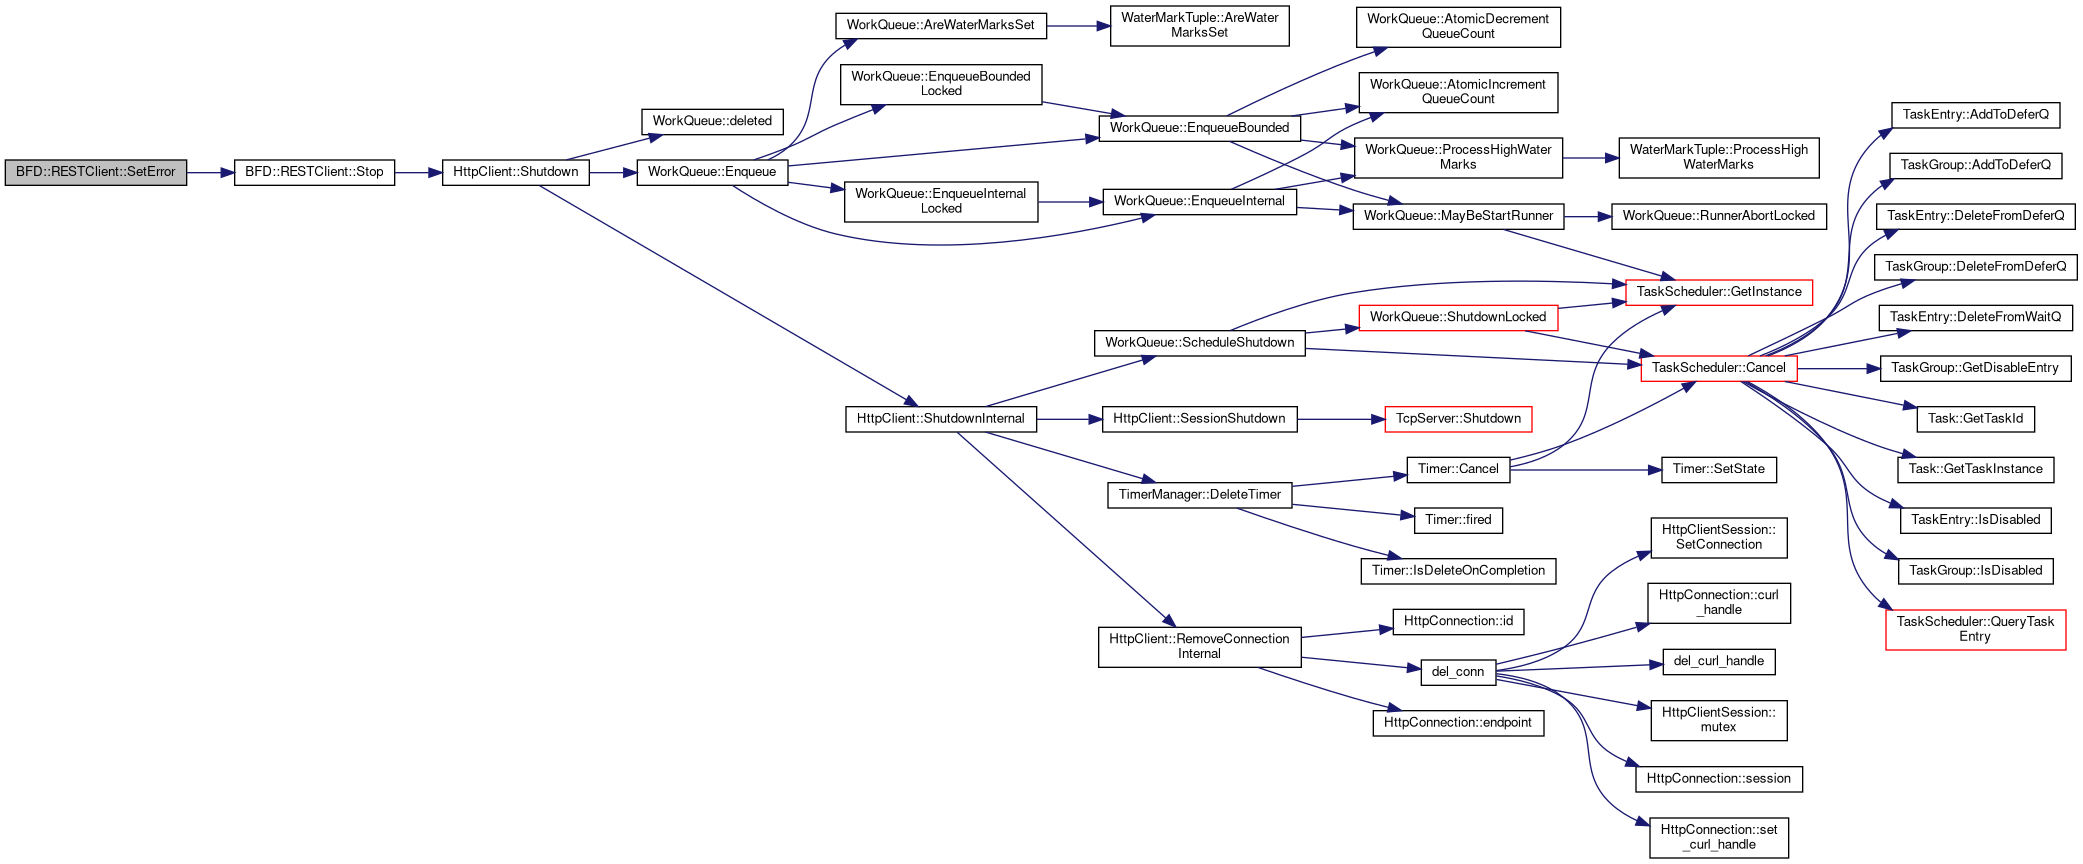 BFD::RESTClient::SetError
BFD::RESTClient::Stop
HttpClient::Shutdown
WorkQueue::deleted
WorkQueue::Enqueue
WorkQueue::AreWaterMarksSet
WaterMarkTuple::AreWater
MarksSet
WorkQueue::EnqueueBounded
Locked
WorkQueue::EnqueueInternal
Locked
WorkQueue::EnqueueBounded
WorkQueue::EnqueueInternal
WorkQueue::AtomicDecrement
QueueCount
WorkQueue::AtomicIncrement
QueueCount
WorkQueue::ProcessHighWater
Marks
WaterMarkTuple::ProcessHigh
WaterMarks
WorkQueue::MayBeStartRunner
WorkQueue::RunnerAbortLocked
TaskScheduler::GetInstance
HttpClient::ShutdownInternal
WorkQueue::ScheduleShutdown
WorkQueue::ShutdownLocked
TaskScheduler::Cancel
HttpClient::SessionShutdown
TcpServer::Shutdown
TimerManager::DeleteTimer
Timer::Cancel
Timer::SetState
Timer::fired
Timer::IsDeleteOnCompletion
HttpClient::RemoveConnection
Internal
HttpConnection::id
del_conn
HttpConnection::endpoint
HttpClientSession::
SetConnection
HttpConnection::curl
_handle
del_curl_handle
HttpClientSession::
mutex
HttpConnection::session
HttpConnection::set
_curl_handle
TaskEntry::AddToDeferQ
TaskGroup::AddToDeferQ
TaskEntry::DeleteFromDeferQ
TaskGroup::DeleteFromDeferQ
TaskEntry::DeleteFromWaitQ
TaskGroup::GetDisableEntry
Task::GetTaskId
Task::GetTaskInstance
TaskEntry::IsDisabled
TaskGroup::IsDisabled
TaskScheduler::QueryTask
Entry